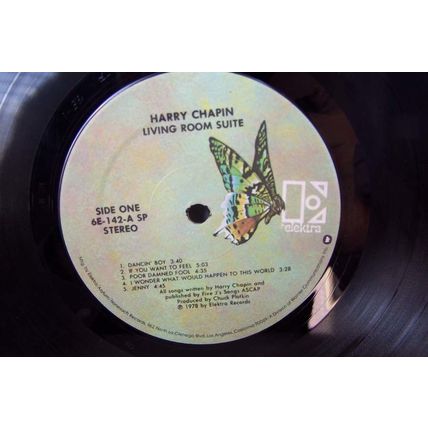 HARRY CHAPIN
LIVING ROOM SUITE
SIDE ONE
6E-142-A SP
STEREO
elektra
1. DANCIN' BOY 3:40
2. IF YOU WANT TO FEEL 5:03
3. POOR DAMNED FOOL 4:35
4. I WONDER WHAT WOULD HAPPEN TO THIS WORLD 3:28
5. JENNY 4:45
All songs written by Harry Chapin and
published by Five J's Songs ASCAP
Produced by Chuck Plotkin
℗ 1978 by Elektra Records